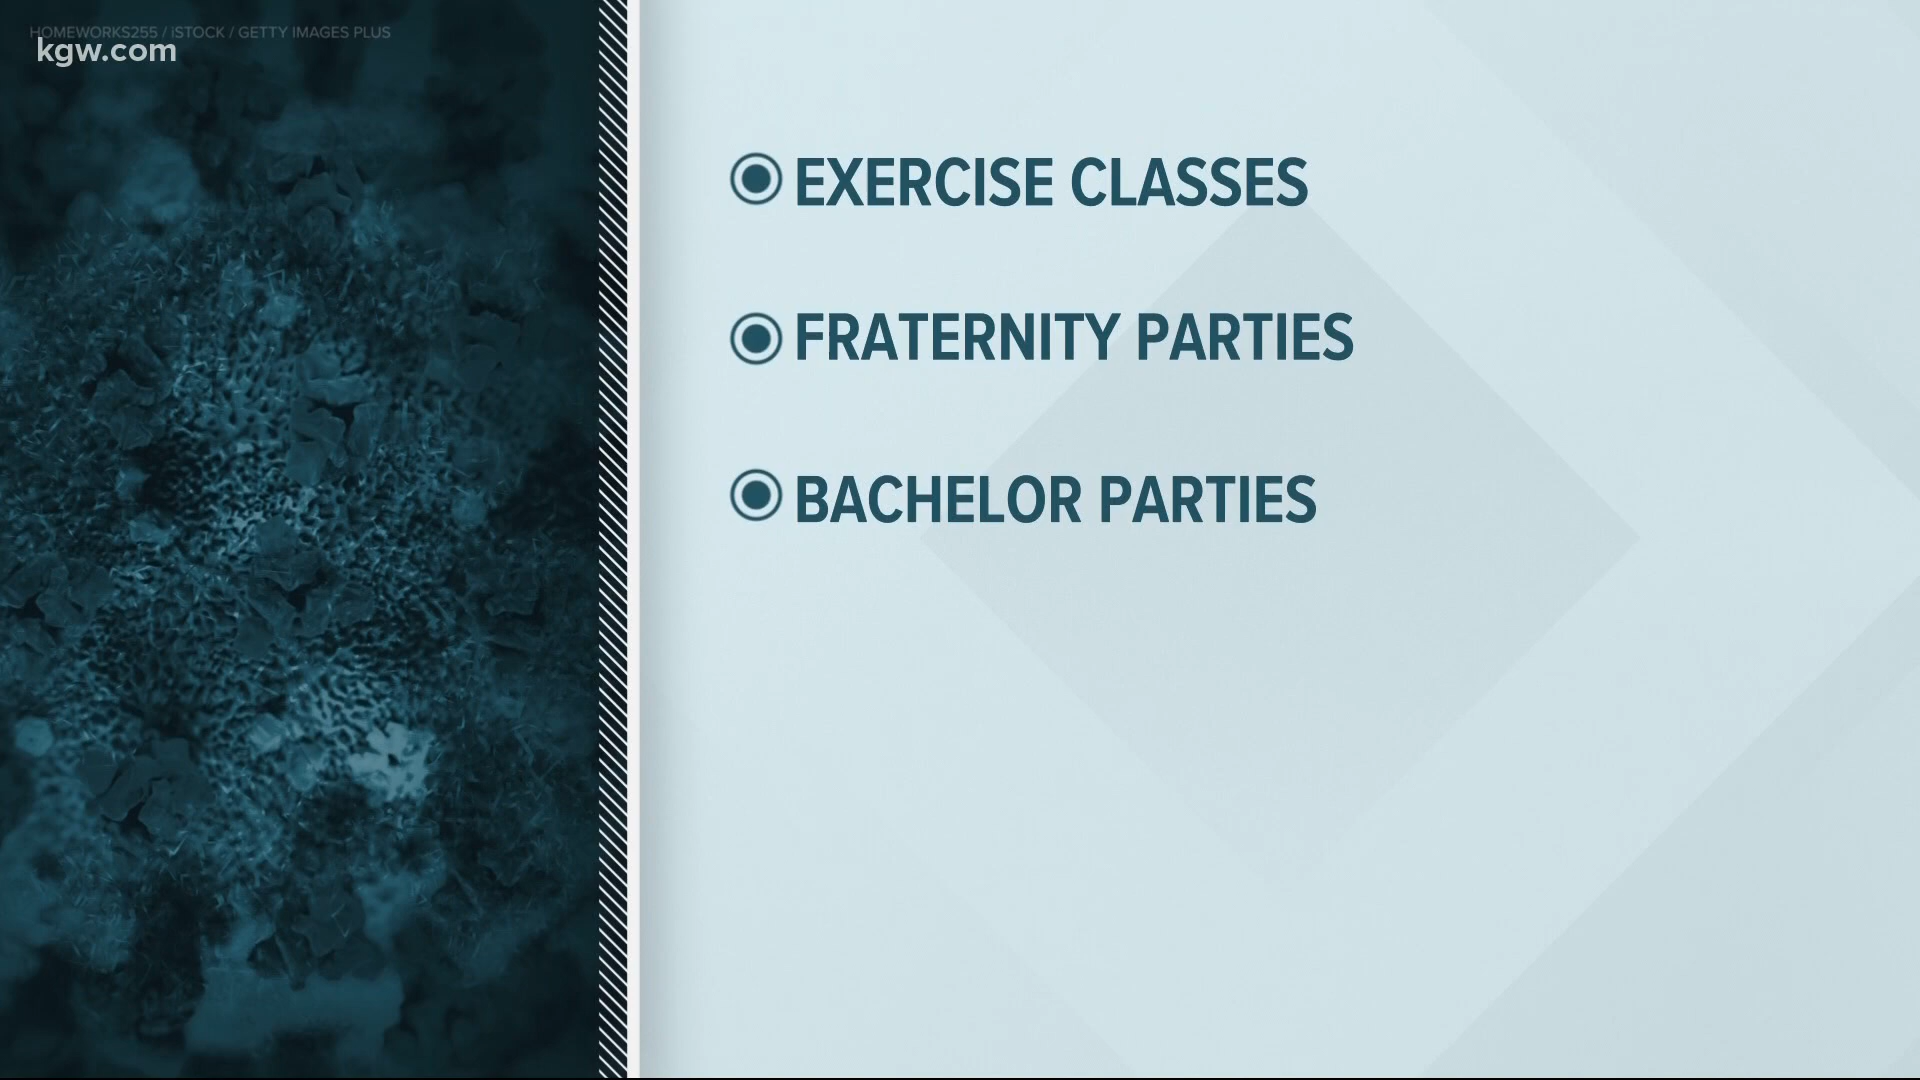 HOMEWORKS255 / iSTOCK / GETTY IMAGES PLUS
kgw.com
EXERCISE CLASSES
FRATERNITY PARTIES
BACHELOR PARTIES